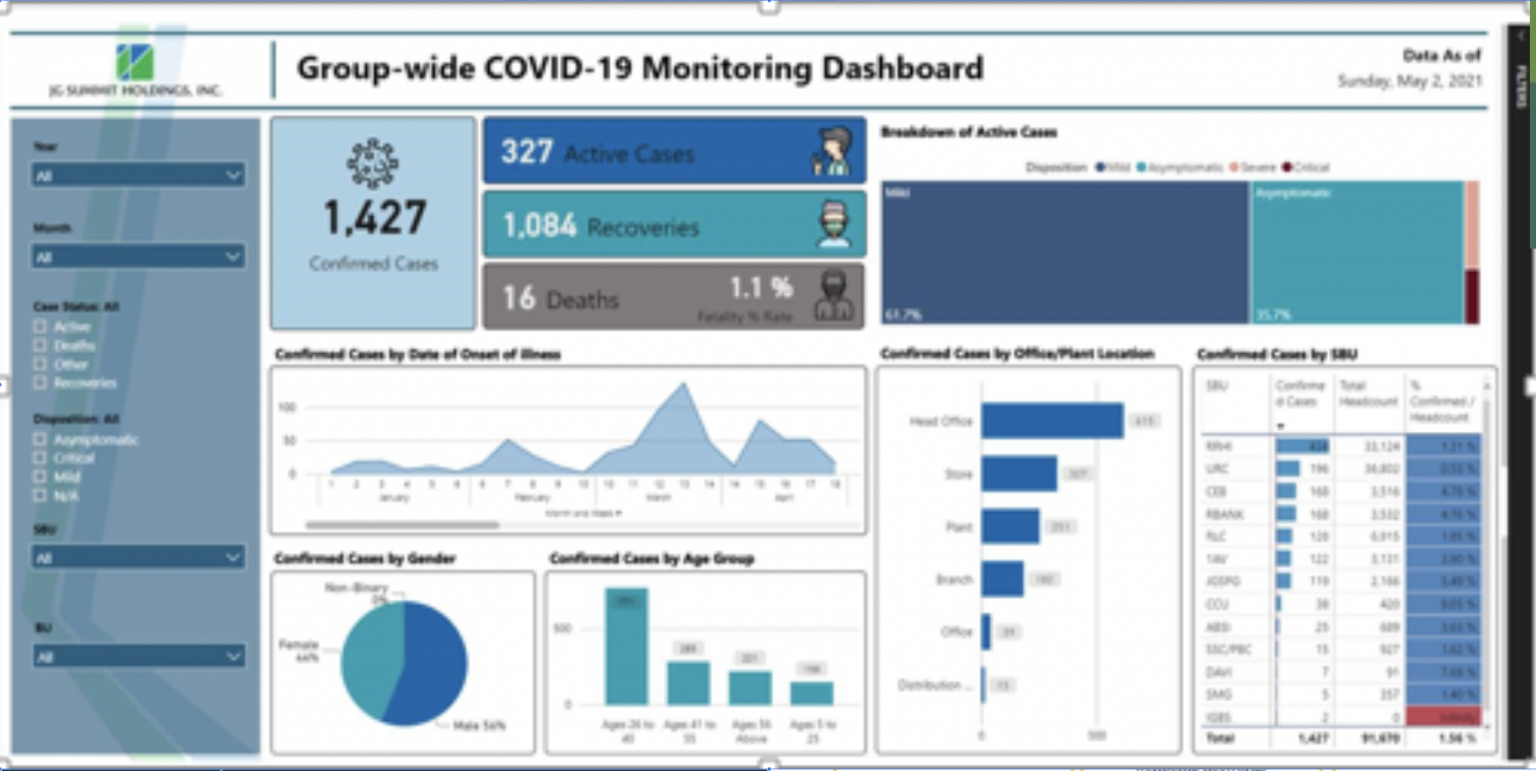 JG SUMMIT HOLDINGS, INC.
Group-wide COVID-19 Monitoring Dashboard
Data As of
Sunday, May 2, 2021
FILTERS
Year
All
Month
All
Case Status: All
Active
Deaths
Other
Recoveries
Disposition: All
Asymptomatic
Critical
Mild
N/A
SBU
All
BU
All
1,427
Confirmed Cases
327 Active Cases
1,084 Recoveries
16 Deaths
1.1 %
Fatality % Rate
Breakdown of Active Cases
Disposition Mild Asymptomatic Severe Critical
Mild
Asymptomatic
61.7%
35.7%
Confirmed Cases by Date of Onset of illness
100
50
0
1 2 3 4 5 6 6 7 8 9 10 10 11 12 13 14 14 15 16 17 18
January February March April
Month and Week
Confirmed Cases by Gender
Non-Binary
0%
Female
44%
Male 56%
Confirmed Cases by Age Group
500
0
Ages 26 to 40
Ages 41 to 55
Ages 56 Above
Ages 5 to 25
Confirmed Cases by Office/Plant Location
Head Office 615
Store 327
Plant 251
Branch 182
Office 39
Distribution ... 13
0 500
Confirmed Cases by SBU
SBU Confirmed Cases Total Headcount % Confirmed / Headcount
RRHI 434 33,124 1.31 %
URC 196 36,802 0.53 %
CEB 168 3,516 4.78 %
RBANK 168 3,532 4.76 %
RLC 128 6,915 1.85 %
1AV 122 3,131 3.90 %
JGSPG 119 2,166 5.49 %
CCU 38 420 9.05 %
ABSI 25 689 3.63 %
SSC/PBC 15 927 1.62 %
DAVI 7 91 7.69 %
SMG 5 357 1.40 %
IGBS 2 0 Infinity
Total 1,427 91,670 1.56 %